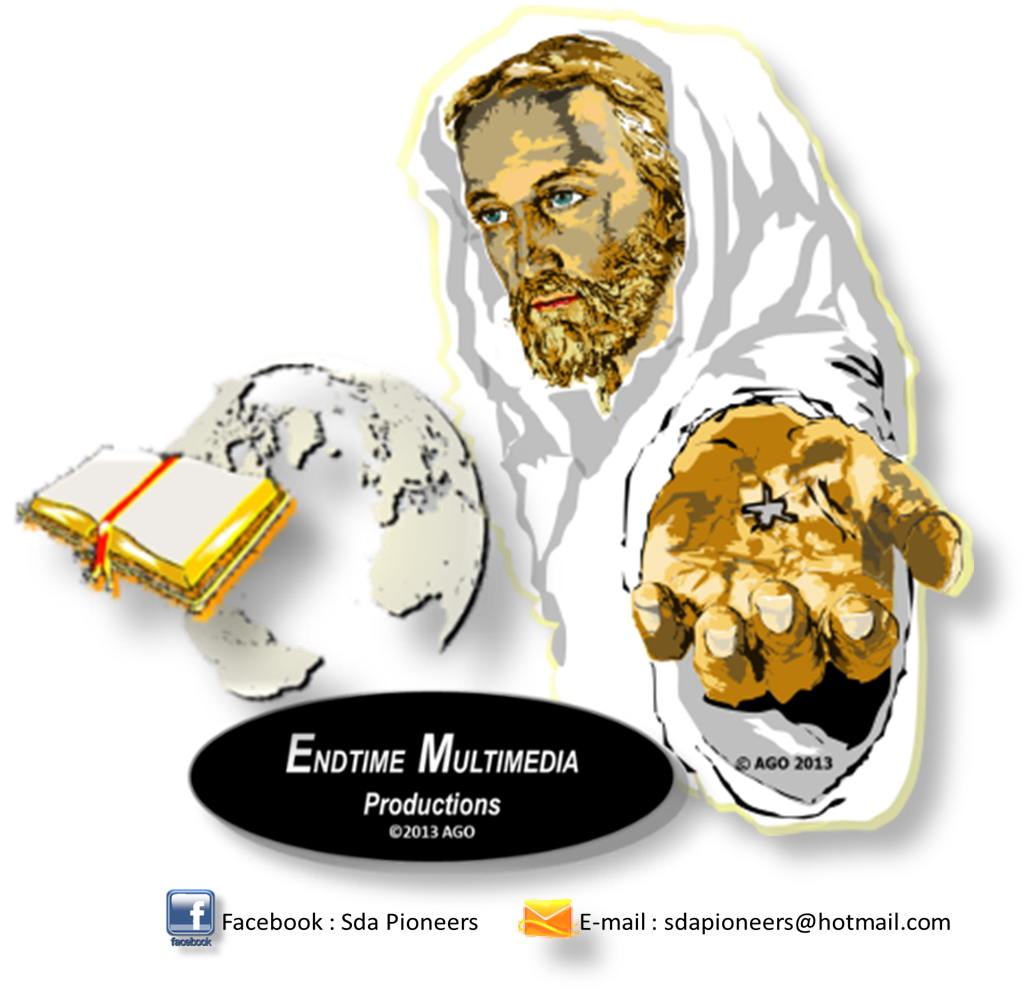 © AGO 2013
ENDTIME MULTIMEDIA
Productions
©2013 AGO
facebook
Facebook : Sda Pioneers
E-mail : sdapioneers@hotmail.com